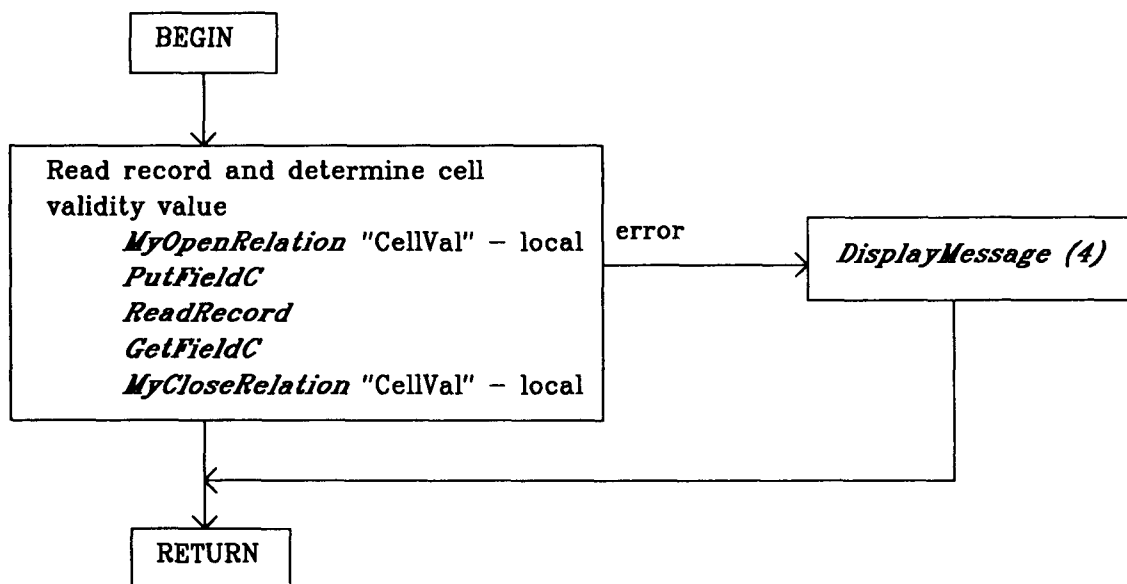 BEGIN
Read record and determine cell
validity value
MyOpenRelation "CellVal" – local
PutFieldC
ReadRecord
GetFieldC
MyCloseRelation "CellVal" – local
error
DisplayMessage (4)
RETURN